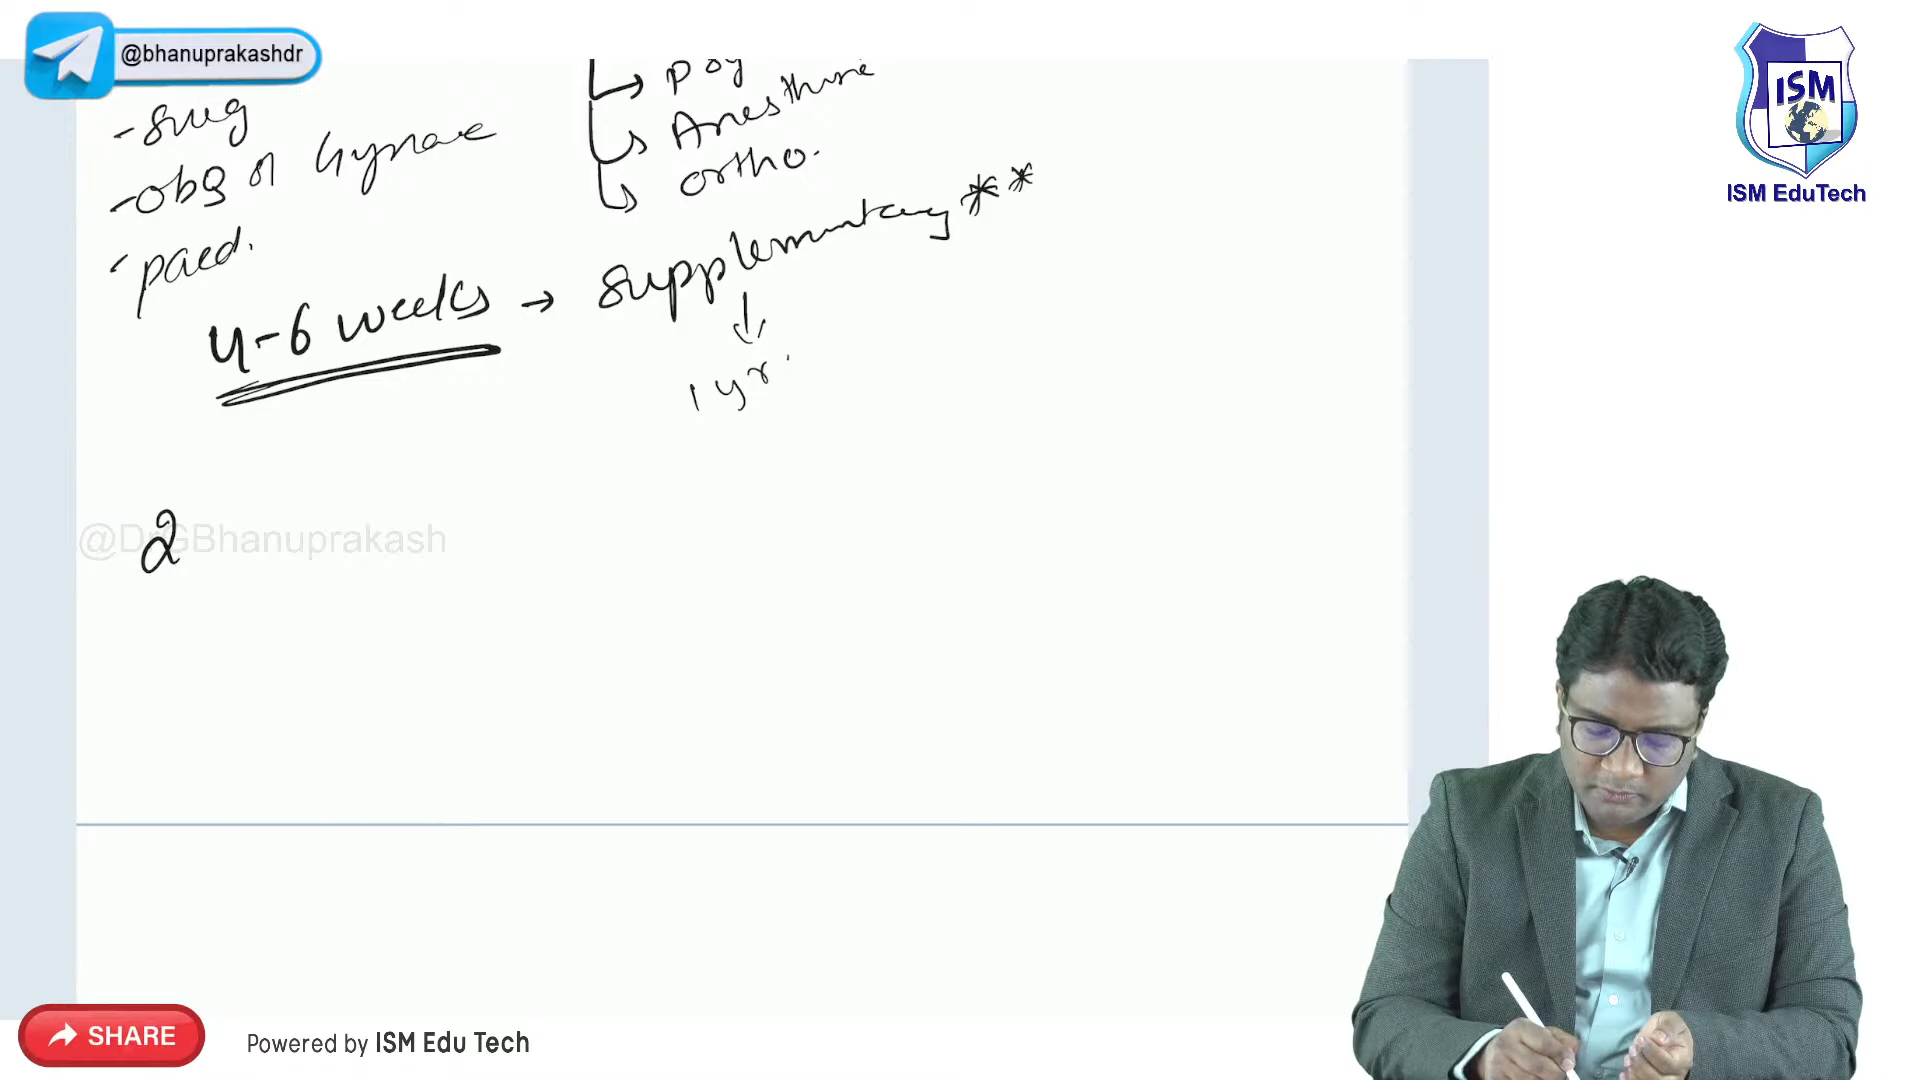 @bhanuprakashdr
ISM
ISM EduTech
→ psy
- surg
→ Anesthesia
- obg & Gynae
→ ortho.
- paed.
4-6 weeks → supplementary **
↓
1 yr.
2
@DrGBhanuprakash
SHARE
Powered by ISM Edu Tech